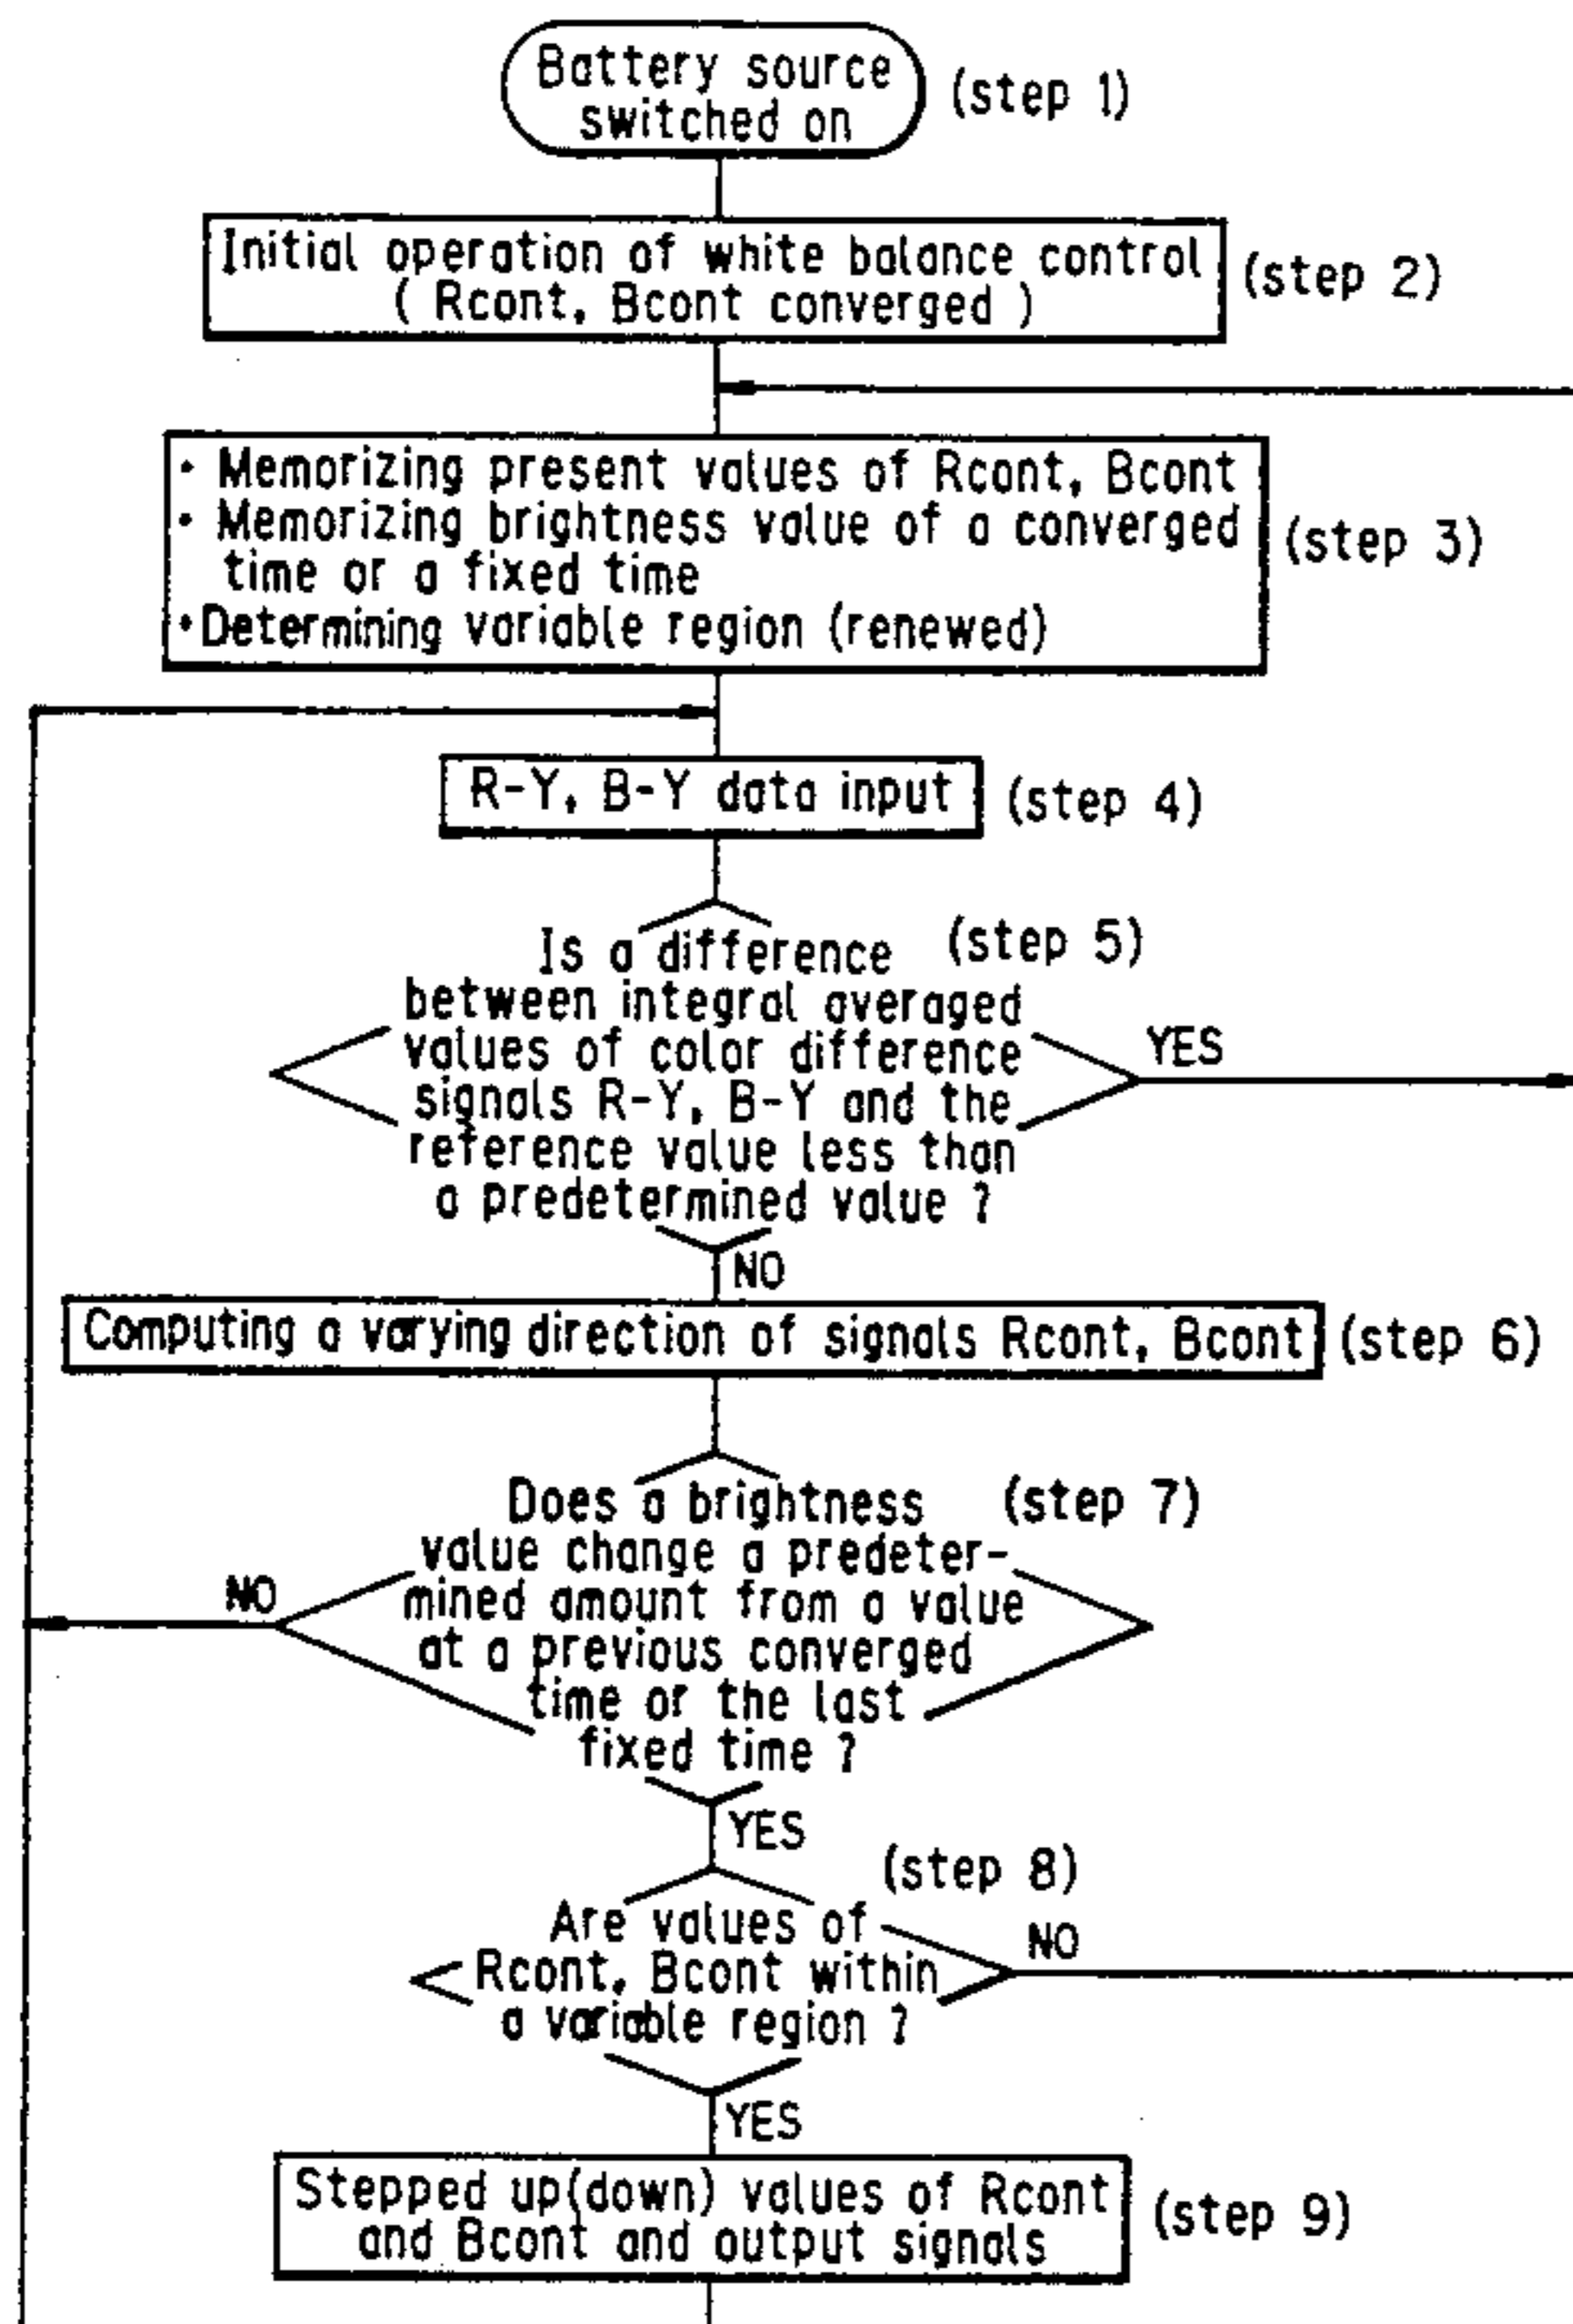 Battery source
switched on
(step 1)
Initial operation of white balance control
( Rcont, Bcont converged )
(step 2)
• Memorizing present values of Rcont, Bcont
• Memorizing brightness value of a converged
time or a fixed time
• Determining variable region (renewed)
(step 3)
R-Y, B-Y data input
(step 4)
Is a difference
(step 5)
between integral averaged
values of color difference
signals R-Y, B-Y and the
reference value less than
a predetermined value ?
YES
NO
Computing a varying direction of signals Rcont, Bcont
(step 6)
Does a brightness
(step 7)
value change a predeter-
mined amount from a value
at a previous converged
time or the last
fixed time ?
NO
YES
(step 8)
Are values of
Rcont, Bcont within
a variable region ?
NO
YES
Stepped up(down) values of Rcont
and Bcont and output signals
(step 9)